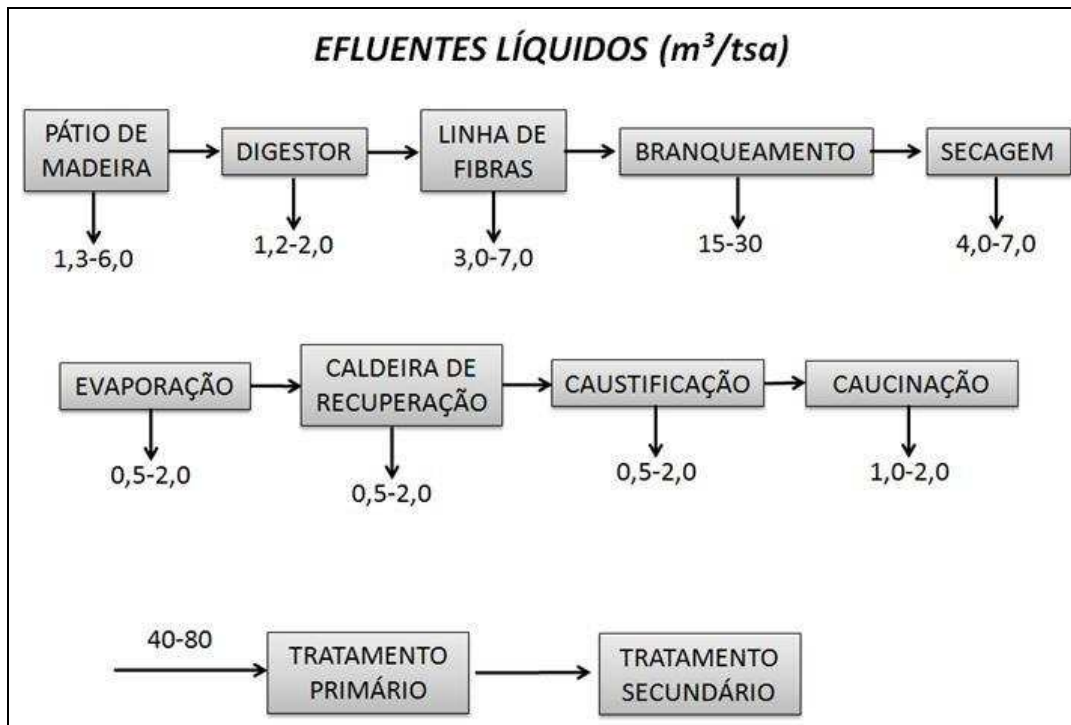 EFLUENTES LÍQUIDOS (m³/tsa)
PÁTIO DE
MADEIRA
DIGESTOR
LINHA DE
FIBRAS
BRANQUEAMENTO
SECAGEM
1,3-6,0
1,2-2,0
3,0-7,0
15-30
4,0-7,0
EVAPORAÇÃO
CALDEIRA DE
RECUPERAÇÃO
CAUSTIFICAÇÃO
CAUCINAÇÃO
0,5-2,0
0,5-2,0
0,5-2,0
1,0-2,0
40-80
TRATAMENTO
PRIMÁRIO
TRATAMENTO
SECUNDÁRIO